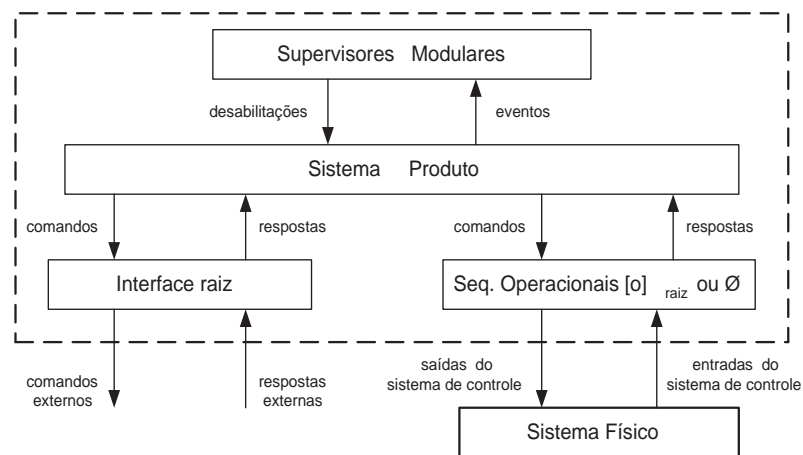 Supervisores Modulares
desabilitações
eventos
Sistema Produto
comandos
respostas
comandos
respostas
Interface raiz
Seq. Operacionais [o] raiz ou Ø
comandos
externos
respostas
externas
saídas do
sistema de controle
entradas do
sistema de controle
Sistema Físico